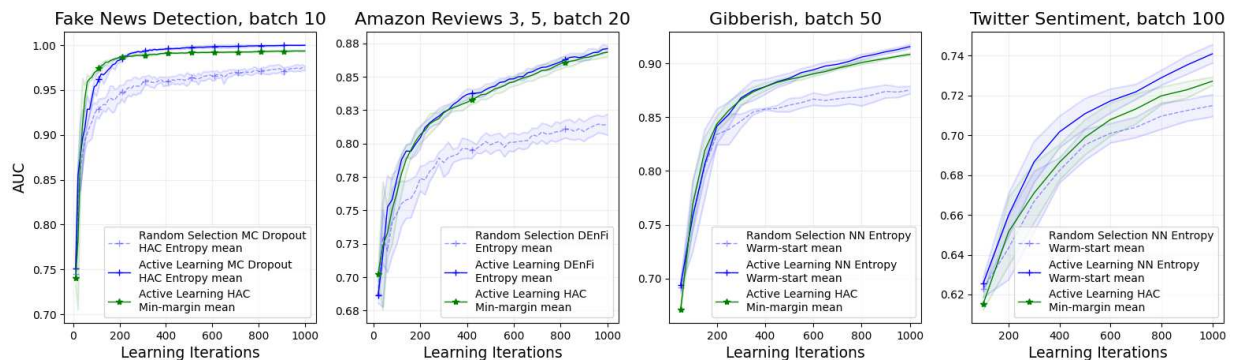 Fake News Detection, batch 10
AUC
1.00
0.95
0.90
0.85
0.80
0.75
0.70
Random Selection MC Dropout
HAC Entropy mean
Active Learning MC Dropout
HAC Entropy mean
Active Learning HAC
Min-margin mean
0 200 400 600 800 1000
Learning Iterations
Amazon Reviews 3, 5, batch 20
0.88
0.85
0.83
0.80
0.78
0.75
0.73
0.70
0.68
Random Selection DEnFi
Entropy mean
Active Learning DEnFi
Entropy mean
Active Learning HAC
Min-margin mean
0 200 400 600 800 1000
Learning Iterations
Gibberish, batch 50
0.90
0.85
0.80
0.75
0.70
Random Selection NN Entropy
Warm-start mean
Active Learning NN Entropy
Warm-start mean
Active Learning HAC
Min-margin mean
200 400 600 800 1000
Learning Iterations
Twitter Sentiment, batch 100
0.74
0.72
0.70
0.68
0.66
0.64
0.62
Random Selection NN Entropy
Warm-start mean
Active Learning NN Entropy
Warm-start mean
Active Learning HAC
Min-margin mean
200 400 600 800 1000
Learning Iterations